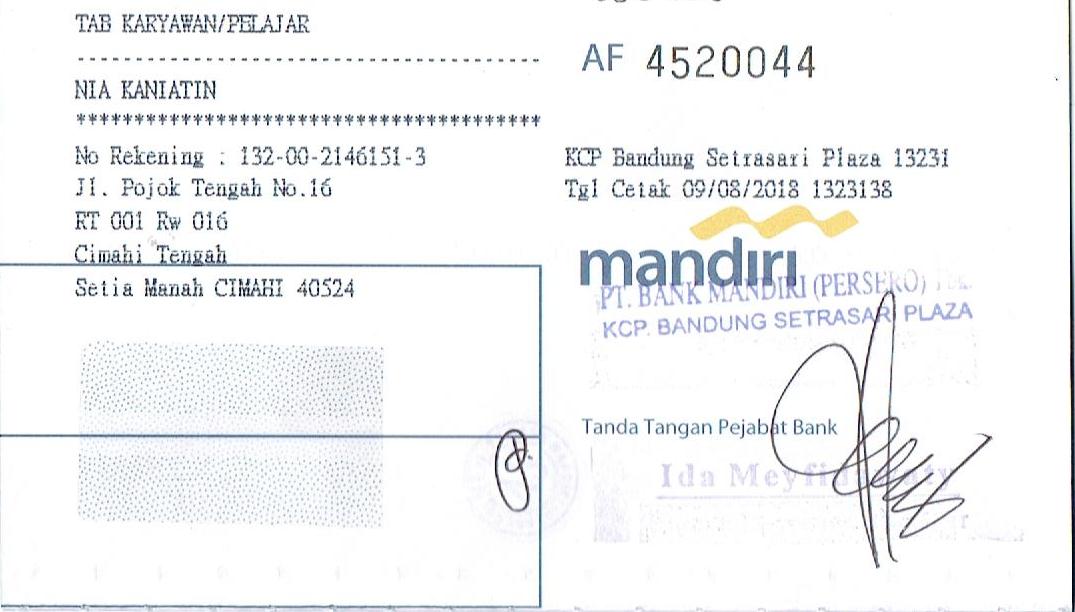 TAB KARYAWAN/PELAJAR
----------------------------------------
NIA KANIATIN
****************************************
No Rekening : 132-00-2146151-3
Jl. Pojok Tengah No.16
RT 001 Rw 016
Cimahi Tengah
Setia Manah CIMAHI 40524
AF 4520044
KCP Bandung Setrasari Plaza 13231
Tgl Cetak 09/08/2018 1323138
mandiri
PT. BANK MANDIRI (PERSERO) Tbk.
KCP. BANDUNG SETRASARI PLAZA
Tanda Tangan Pejabat Bank
Ida